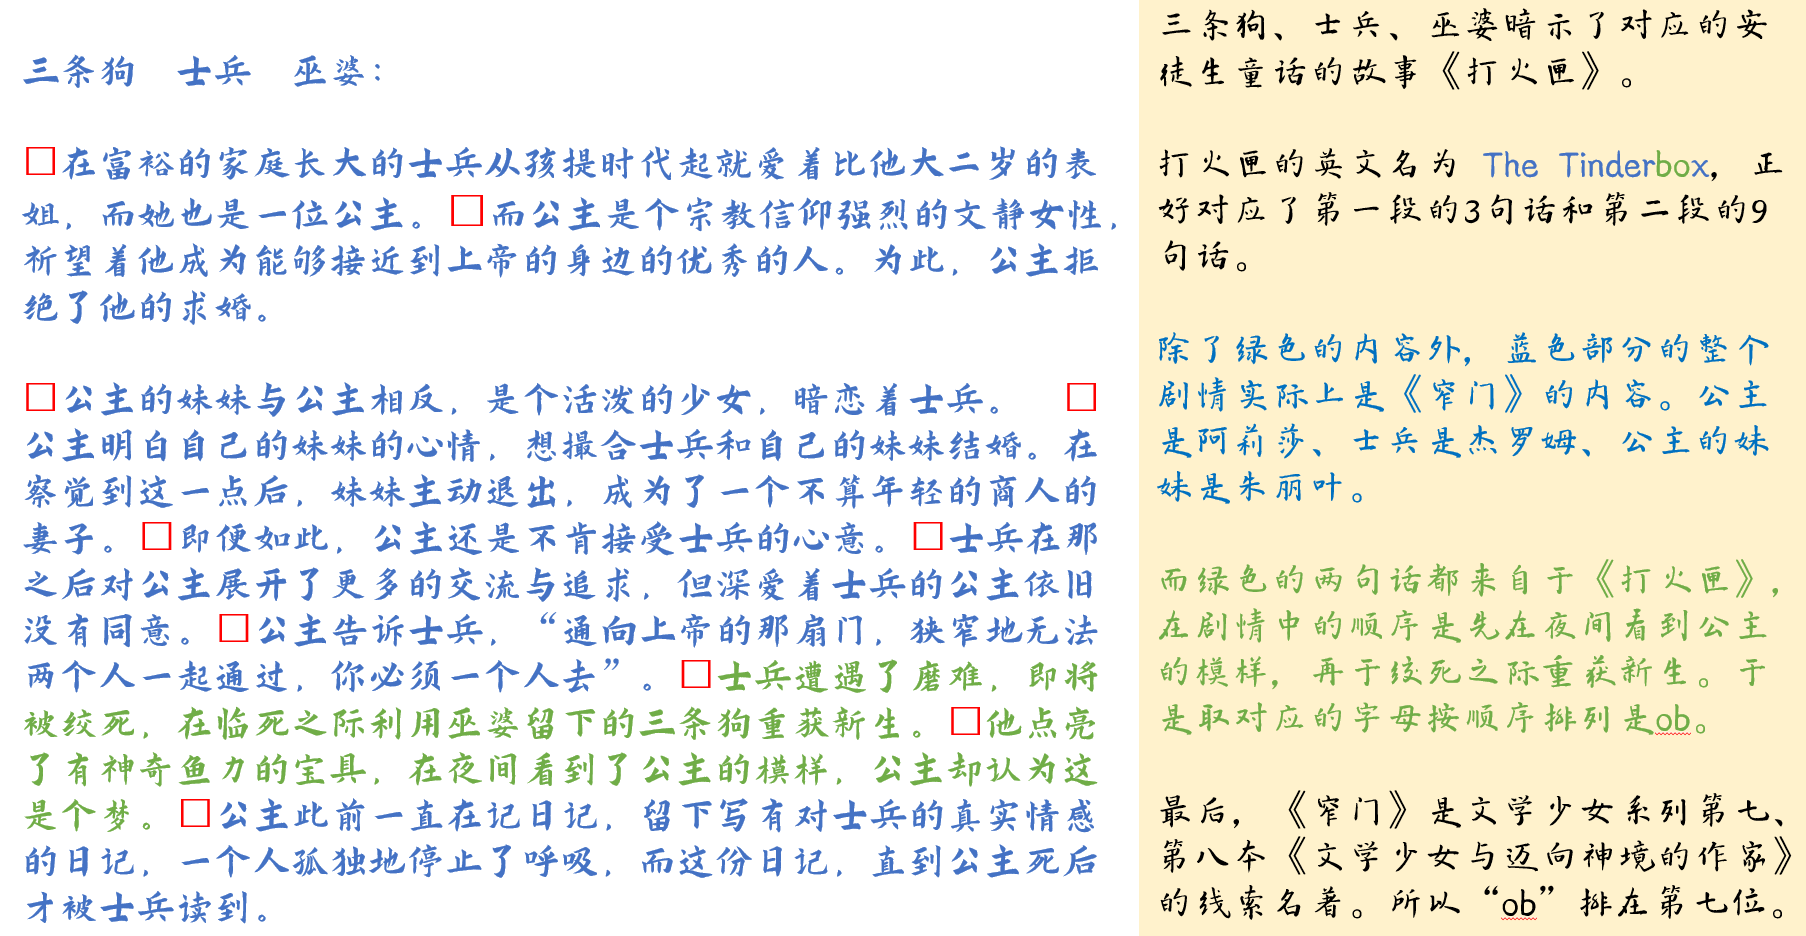 三条狗　士兵　巫婆：
□在富裕的家庭长大的士兵从孩提时代起就爱着比他大二岁的表
姐，而她也是一位公主。□而公主是个宗教信仰强烈的文静女性，
祈望着他成为能够接近到上帝的身边的优秀的人。为此，公主拒
绝了他的求婚。
□公主的妹妹与公主相反，是个活泼的少女，暗恋着士兵。　□
公主明白自己的妹妹的心情，想撮合士兵和自己的妹妹结婚。在
察觉到这一点后，妹妹主动退出，成为了一个不算年轻的商人的
妻子。□即便如此，公主还是不肯接受士兵的心意。□士兵在那
之后对公主展开了更多的交流与追求，但深爱着士兵的公主依旧
没有同意。□公主告诉士兵，“通向上帝的那扇门，狭窄地无法
两个人一起通过，你必须一个人去”。□士兵遭遇了磨难，即将
被绞死，在临死之际利用巫婆留下的三条狗重获新生。□他点亮
了有神奇鱼力的宝具，在夜间看到了公主的模样，公主却认为这
是个梦。□公主此前一直在记日记，留下写有对士兵的真实情感
的日记，一个人孤独地停止了呼吸，而这份日记，直到公主死后
才被士兵读到。
三条狗、士兵、巫婆暗示了对应的安
徒生童话的故事《打火匣》。
打火匣的英文名为 The Tinderbox，正
好对应了第一段的3句话和第二段的9
句话。
除了绿色的内容外，蓝色部分的整个
剧情实际上是《窄门》的内容。公主
是阿莉莎、士兵是杰罗姆、公主的妹
妹是朱丽叶。
而绿色的两句话都来自于《打火匣》，
在剧情中的顺序是先在夜间看到公主
的模样，再于绞死之际重获新生。于
是取对应的字母按顺序排列是ob。
最后，《窄门》是文学少女系列第七、
第八本《文学少女与迈向神境的作家》
的线索名著。所以“ob”排在第七位。